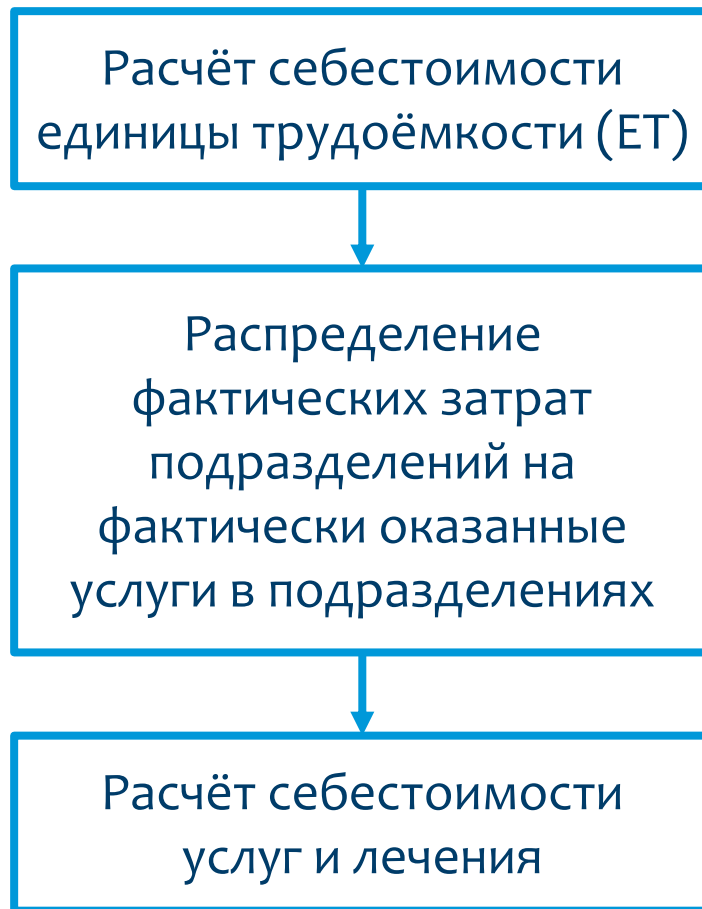 Расчёт себестоимости
единицы трудоёмкости (ЕТ)
Распределение
фактических затрат
подразделений на
фактически оказанные
услуги в подразделениях
Расчёт себестоимости
услуг и лечения